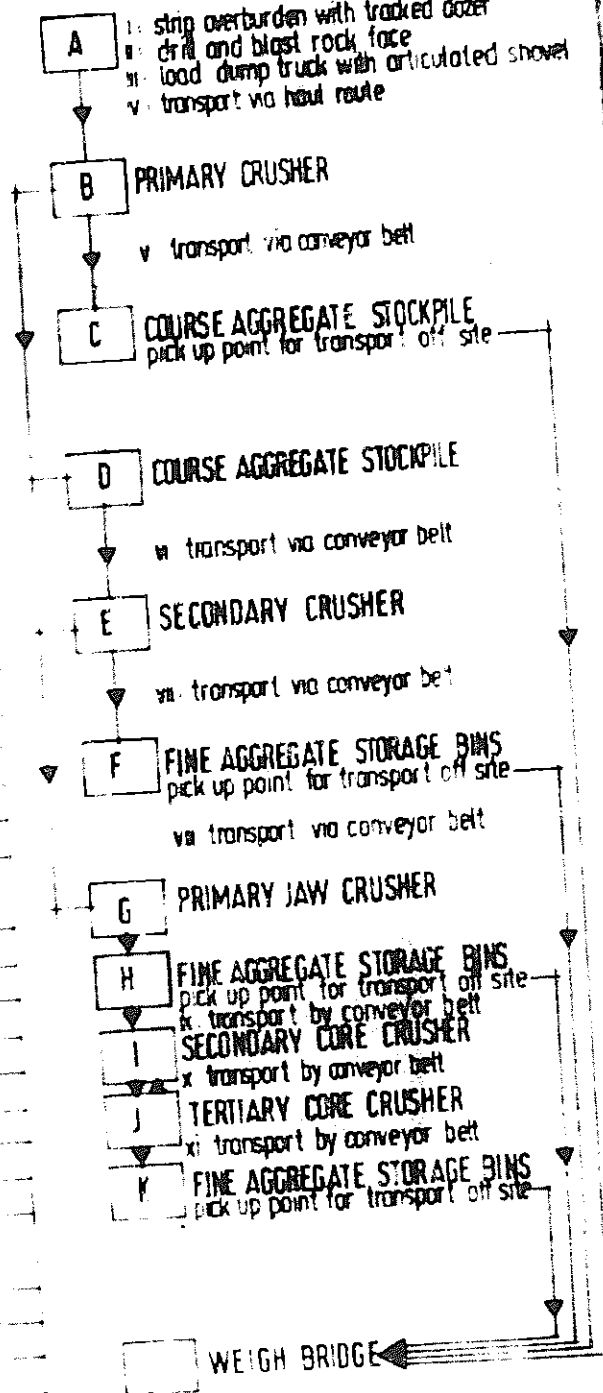 A
i. strip overburden with tracked dozer
ii. drill and blast rock face
iii. load dump truck with articulated shovel
iv. transport via haul route
B PRIMARY CRUSHER
v transport via conveyor belt
C COURSE AGGREGATE STOCKPILE
pick up point for transport off site
D COURSE AGGREGATE STOCKPILE
vi transport via conveyor belt
E SECONDARY CRUSHER
vii. transport via conveyor belt
F FINE AGGREGATE STORAGE BINS
pick up point for transport off site
viii transport via conveyor belt
G PRIMARY JAW CRUSHER
H FINE AGGREGATE STORAGE BINS
pick up point for transport off site
ix. transport by conveyor belt
I SECONDARY CORE CRUSHER
x transport by conveyor belt
J TERTIARY CORE CRUSHER
xi transport by conveyor belt
K FINE AGGREGATE STORAGE BINS
pick up point for transport off site
WEIGH BRIDGE